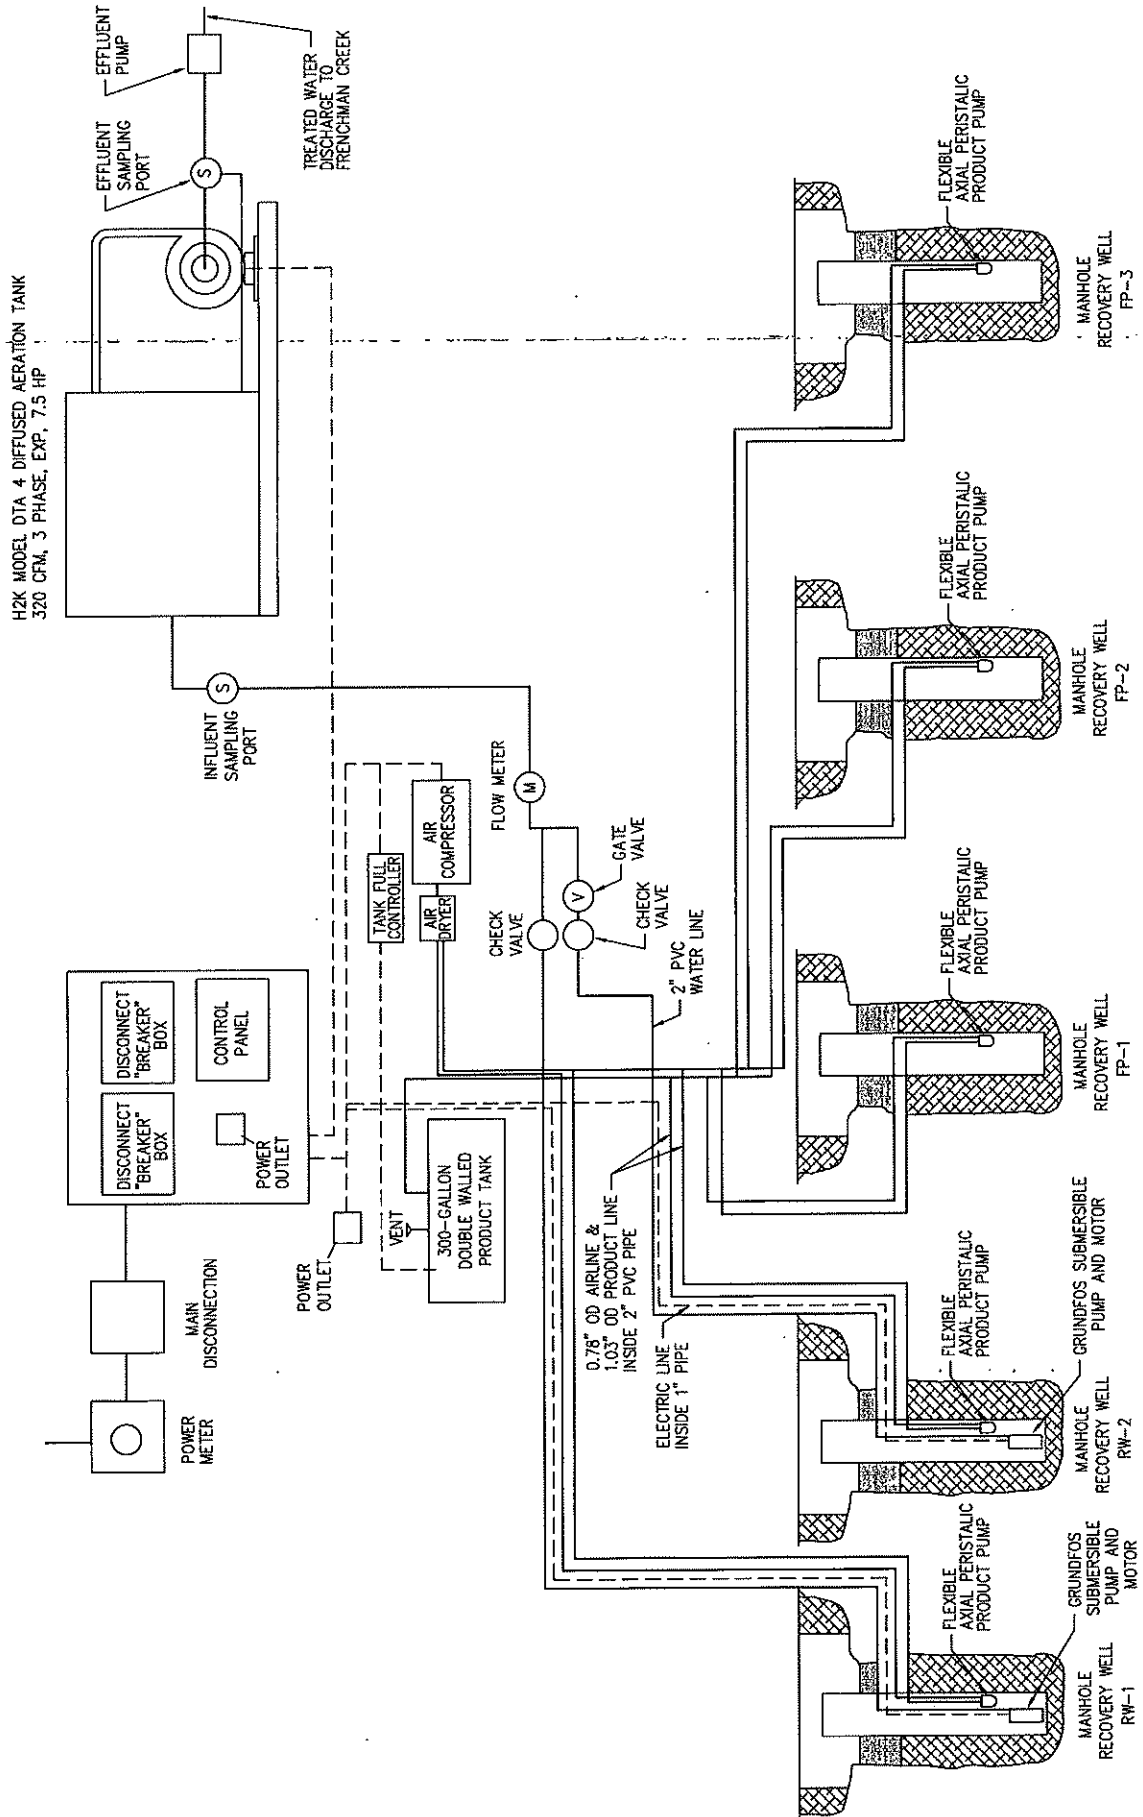 H2K MODEL DTA 4 DIFFUSED AERATION TANK
320 CFM, 3 PHASE, EXP, 7.5 HP
EFFLUENT
PUMP
EFFLUENT
SAMPLING
PORT
S
TREATED WATER
DISCHARGE TO
FRENCHMAN CREEK
S
INFLUENT
SAMPLING
PORT
DISCONNECT
"BREAKER"
BOX
DISCONNECT
"BREAKER"
BOX
CONTROL
PANEL
POWER
OUTLET
MAIN
DISCONNECTION
POWER
METER
POWER
OUTLET
TANK FULL
CONTROLLER
AIR
COMPRESSOR
AIR
DRYER
FLOW METER
M
CHECK
VALVE
V
GATE
VALVE
CHECK
VALVE
2" PVC
WATER LINE
VENT
300-GALLON
DOUBLE WALLED
PRODUCT TANK
0.78" OD AIRLINE &
1.03" OD PRODUCT LINE
INSIDE 2" PVC PIPE
ELECTRIC LINE
INSIDE 1" PIPE
FLEXIBLE
AXIAL PERISTALIC
PRODUCT PUMP
GRUNDFOS
SUBMERSIBLE
PUMP AND
MOTOR
MANHOLE
RECOVERY WELL
RW-1
FLEXIBLE
AXIAL PERISTALIC
PRODUCT PUMP
GRUNDFOS SUBMERSIBLE
PUMP AND MOTOR
MANHOLE
RECOVERY WELL
RW-2
FLEXIBLE
AXIAL PERISTALIC
PRODUCT PUMP
MANHOLE
RECOVERY WELL
FP-1
FLEXIBLE
AXIAL PERISTALIC
PRODUCT PUMP
MANHOLE
RECOVERY WELL
FP-2
FLEXIBLE
AXIAL PERISTALIC
PRODUCT PUMP
MANHOLE
RECOVERY WELL
FP-3